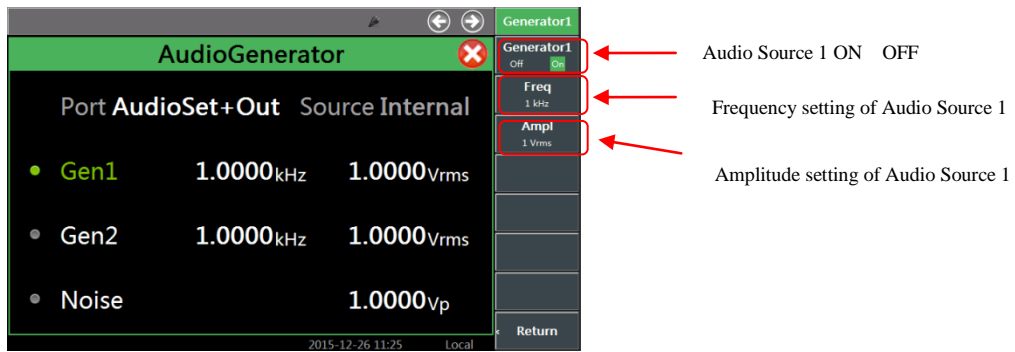 Generator1
AudioGenerator
Generator1
Off On
Audio Source 1 ON OFF
Port AudioSet+Out Source Internal
Freq
1 kHz
Frequency setting of Audio Source 1
Ampl
1 Vrms
Amplitude setting of Audio Source 1
Gen1 1.0000kHz 1.0000Vrms
Gen2 1.0000kHz 1.0000Vrms
Noise 1.0000Vp
‹ Return
2015-12-26 11:25 Local